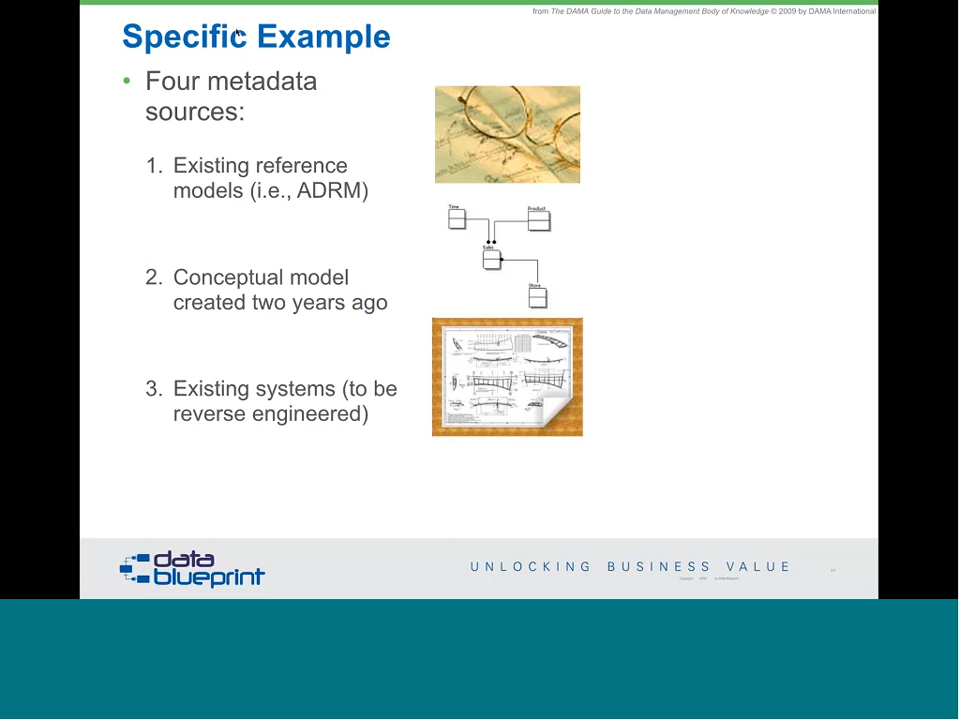 from The DAMA Guide to the Data Management Body of Knowledge © 2009 by DAMA International
Specific Example
• Four metadata
sources:
1. Existing reference
models (i.e., ADRM)
Time
Product
Sales
Store
2. Conceptual model
created two years ago
3. Existing systems (to be
reverse engineered)
data
blueprint
UNLOCKING BUSINESS VALUE